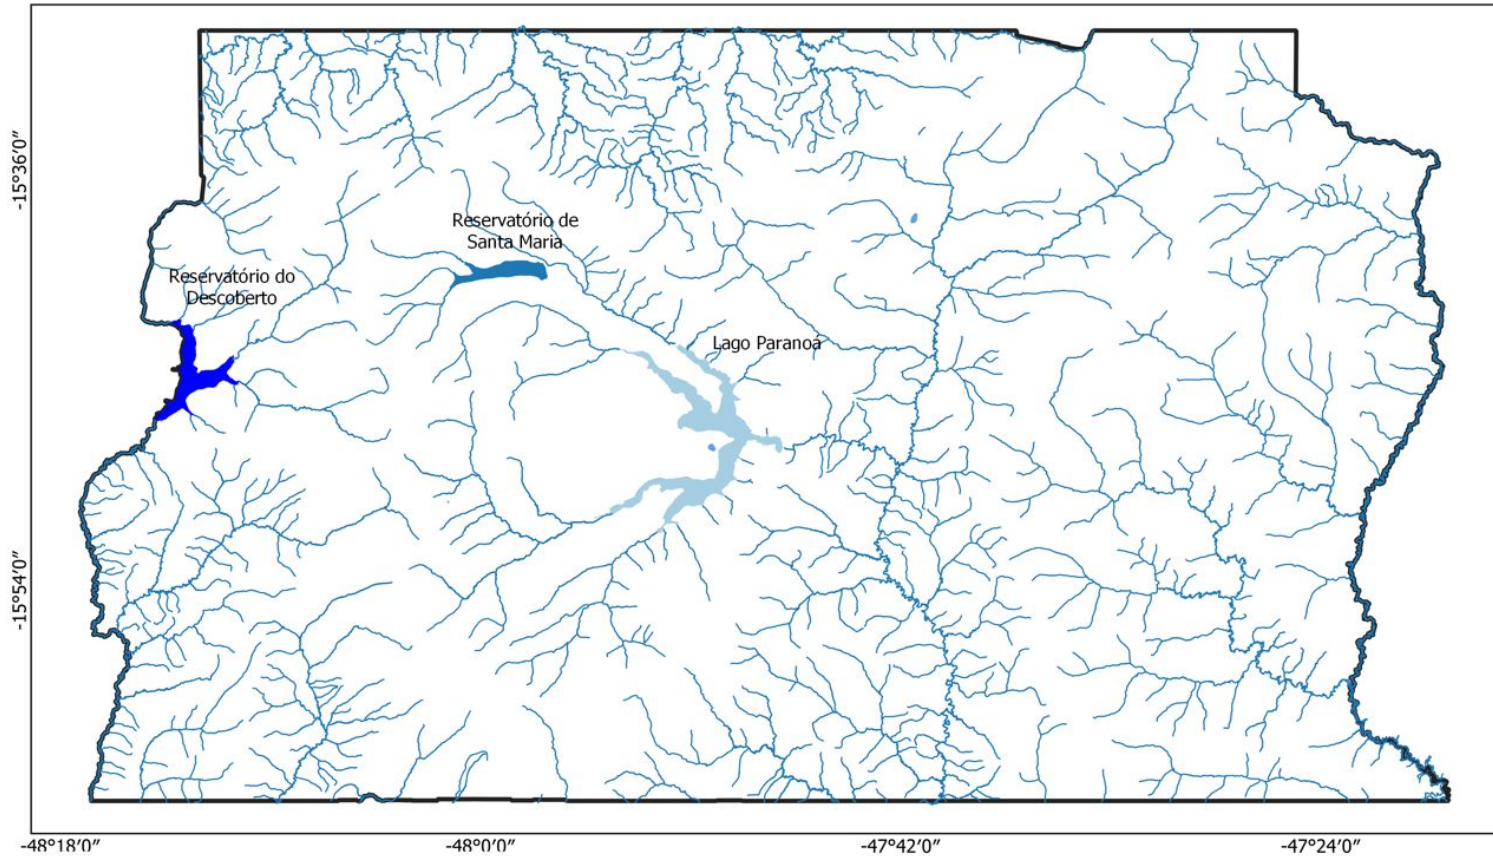 -15°36′0″
Reservatório de
Santa Maria
Reservatório do
Descoberto
Lago Paranoá
-15°54′0″
-48°18′0″
-48°0′0″
-47°42′0″
-47°24′0″